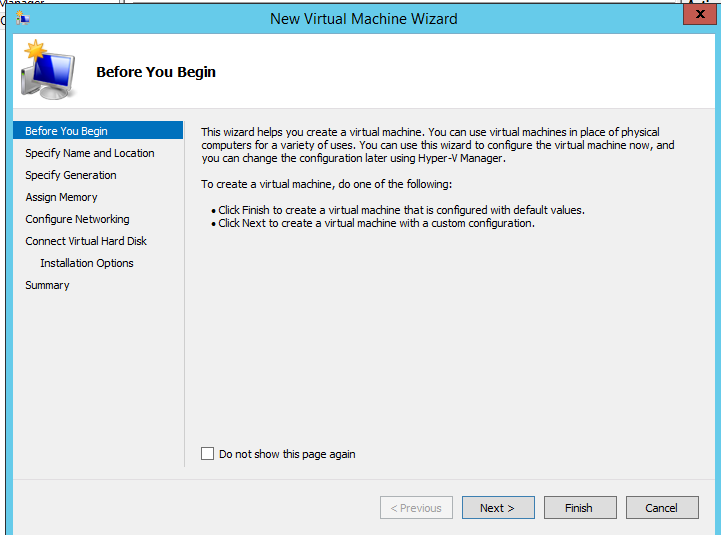 New Virtual Machine Wizard
X
Before You Begin
Before You Begin
Specify Name and Location
Specify Generation
Assign Memory
Configure Networking
Connect Virtual Hard Disk
Installation Options
Summary
This wizard helps you create a virtual machine. You can use virtual machines in place of physical
computers for a variety of uses. You can use this wizard to configure the virtual machine now, and
you can change the configuration later using Hyper-V Manager.
To create a virtual machine, do one of the following:
• Click Finish to create a virtual machine that is configured with default values.
• Click Next to create a virtual machine with a custom configuration.
Do not show this page again
< Previous
Next >
Finish
Cancel